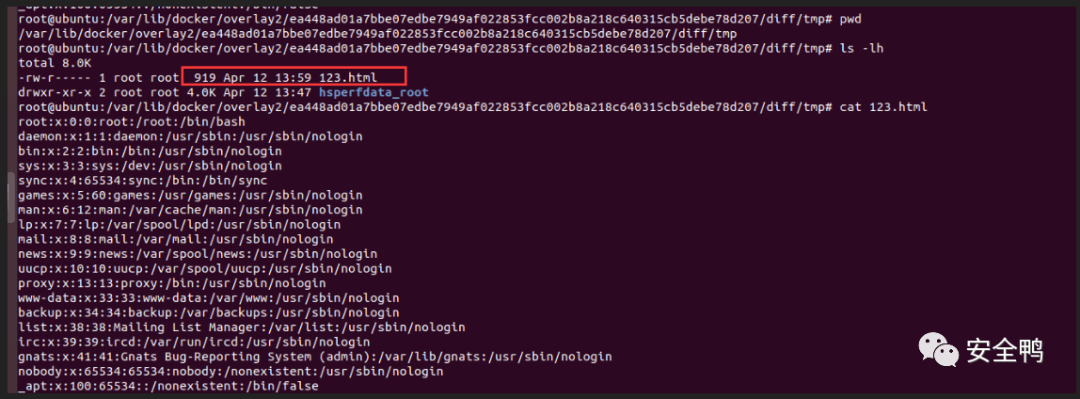 _apt:x:100:65534::/nonexistent:/bin/false
root@ubuntu:/var/lib/docker/overlay2/ea448ad01a7bbe07edbe7949af022853fcc002b8a218c640315cb5debe78d207/diff/tmp# pwd
/var/lib/docker/overlay2/ea448ad01a7bbe07edbe7949af022853fcc002b8a218c640315cb5debe78d207/diff/tmp
root@ubuntu:/var/lib/docker/overlay2/ea448ad01a7bbe07edbe7949af022853fcc002b8a218c640315cb5debe78d207/diff/tmp# ls -lh
total 8.0K
-rw-r----- 1 root root  919 Apr 12 13:59 123.html
drwxr-xr-x 2 root root 4.0K Apr 12 13:47 hsperfdata_root
root@ubuntu:/var/lib/docker/overlay2/ea448ad01a7bbe07edbe7949af022853fcc002b8a218c640315cb5debe78d207/diff/tmp# cat 123.html
root:x:0:0:root:/root:/bin/bash
daemon:x:1:1:daemon:/usr/sbin:/usr/sbin/nologin
bin:x:2:2:bin:/bin:/usr/sbin/nologin
sys:x:3:3:sys:/dev:/usr/sbin/nologin
sync:x:4:65534:sync:/bin:/bin/sync
games:x:5:60:games:/usr/games:/usr/sbin/nologin
man:x:6:12:man:/var/cache/man:/usr/sbin/nologin
lp:x:7:7:lp:/var/spool/lpd:/usr/sbin/nologin
mail:x:8:8:mail:/var/mail:/usr/sbin/nologin
news:x:9:9:news:/var/spool/news:/usr/sbin/nologin
uucp:x:10:10:uucp:/var/spool/uucp:/usr/sbin/nologin
proxy:x:13:13:proxy:/bin:/usr/sbin/nologin
www-data:x:33:33:www-data:/var/www:/usr/sbin/nologin
backup:x:34:34:backup:/var/backups:/usr/sbin/nologin
list:x:38:38:Mailing List Manager:/var/list:/usr/sbin/nologin
irc:x:39:39:ircd:/var/run/ircd:/usr/sbin/nologin
gnats:x:41:41:Gnats Bug-Reporting System (admin):/var/lib/gnats:/usr/sbin/nologin
nobody:x:65534:65534:nobody:/nonexistent:/usr/sbin/nologin
_apt:x:100:65534::/nonexistent:/bin/false
安全鸭